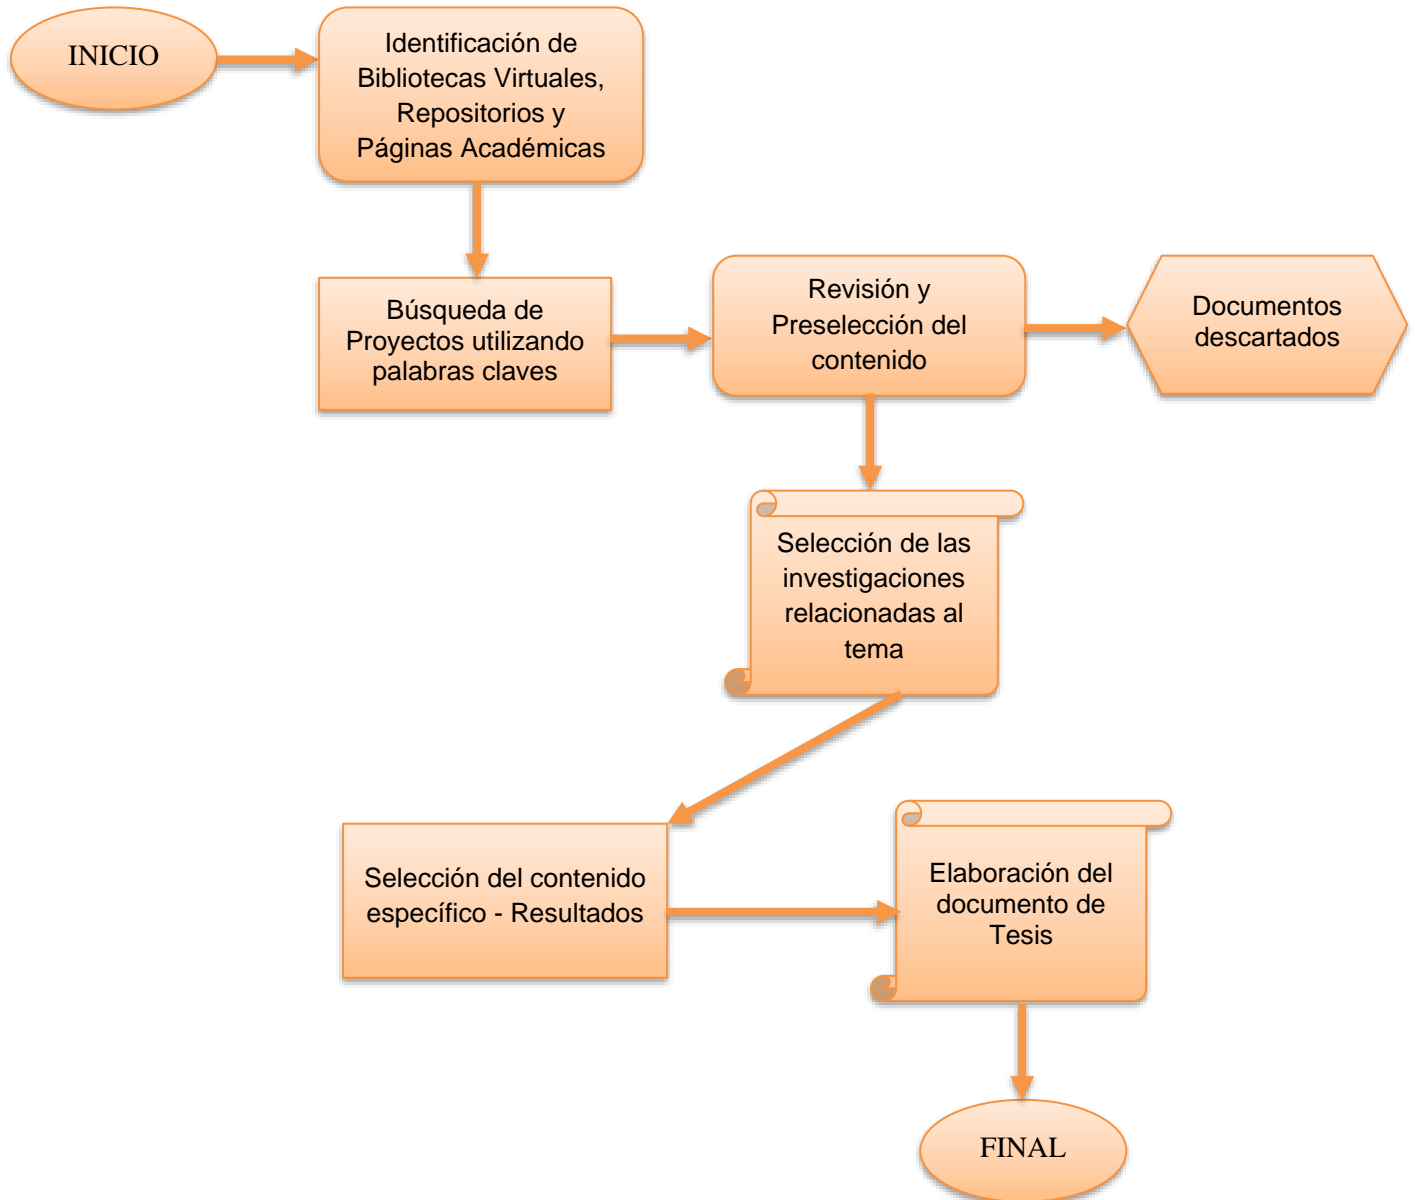 INICIO
Identificación de
Bibliotecas Virtuales,
Repositorios y
Páginas Académicas
Búsqueda de
Proyectos utilizando
palabras claves
Revisión y
Preselección del
contenido
Documentos
descartados
Selección de las
investigaciones
relacionadas al
tema
Selección del contenido
específico - Resultados
Elaboración del
documento de
Tesis
FINAL